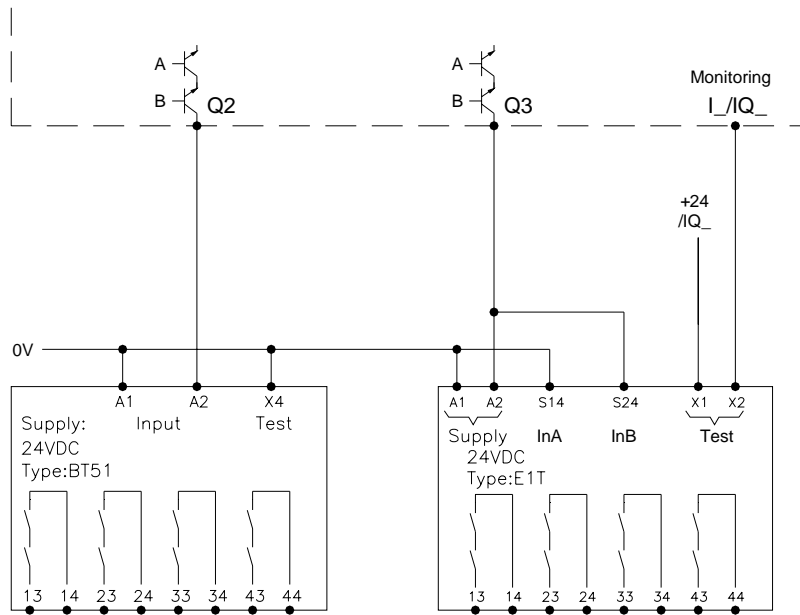 A
B Q2
A
B Q3
Monitoring
I_/IQ_
+24
/IQ_
0V
A1 A2 X4
Supply: Input Test
24VDC
Type:BT51
13 14 23 24 33 34 43 44
A1 A2 S14 S24 X1 X2
Supply InA InB Test
24VDC
Type:E1T
13 14 23 24 33 34 43 44